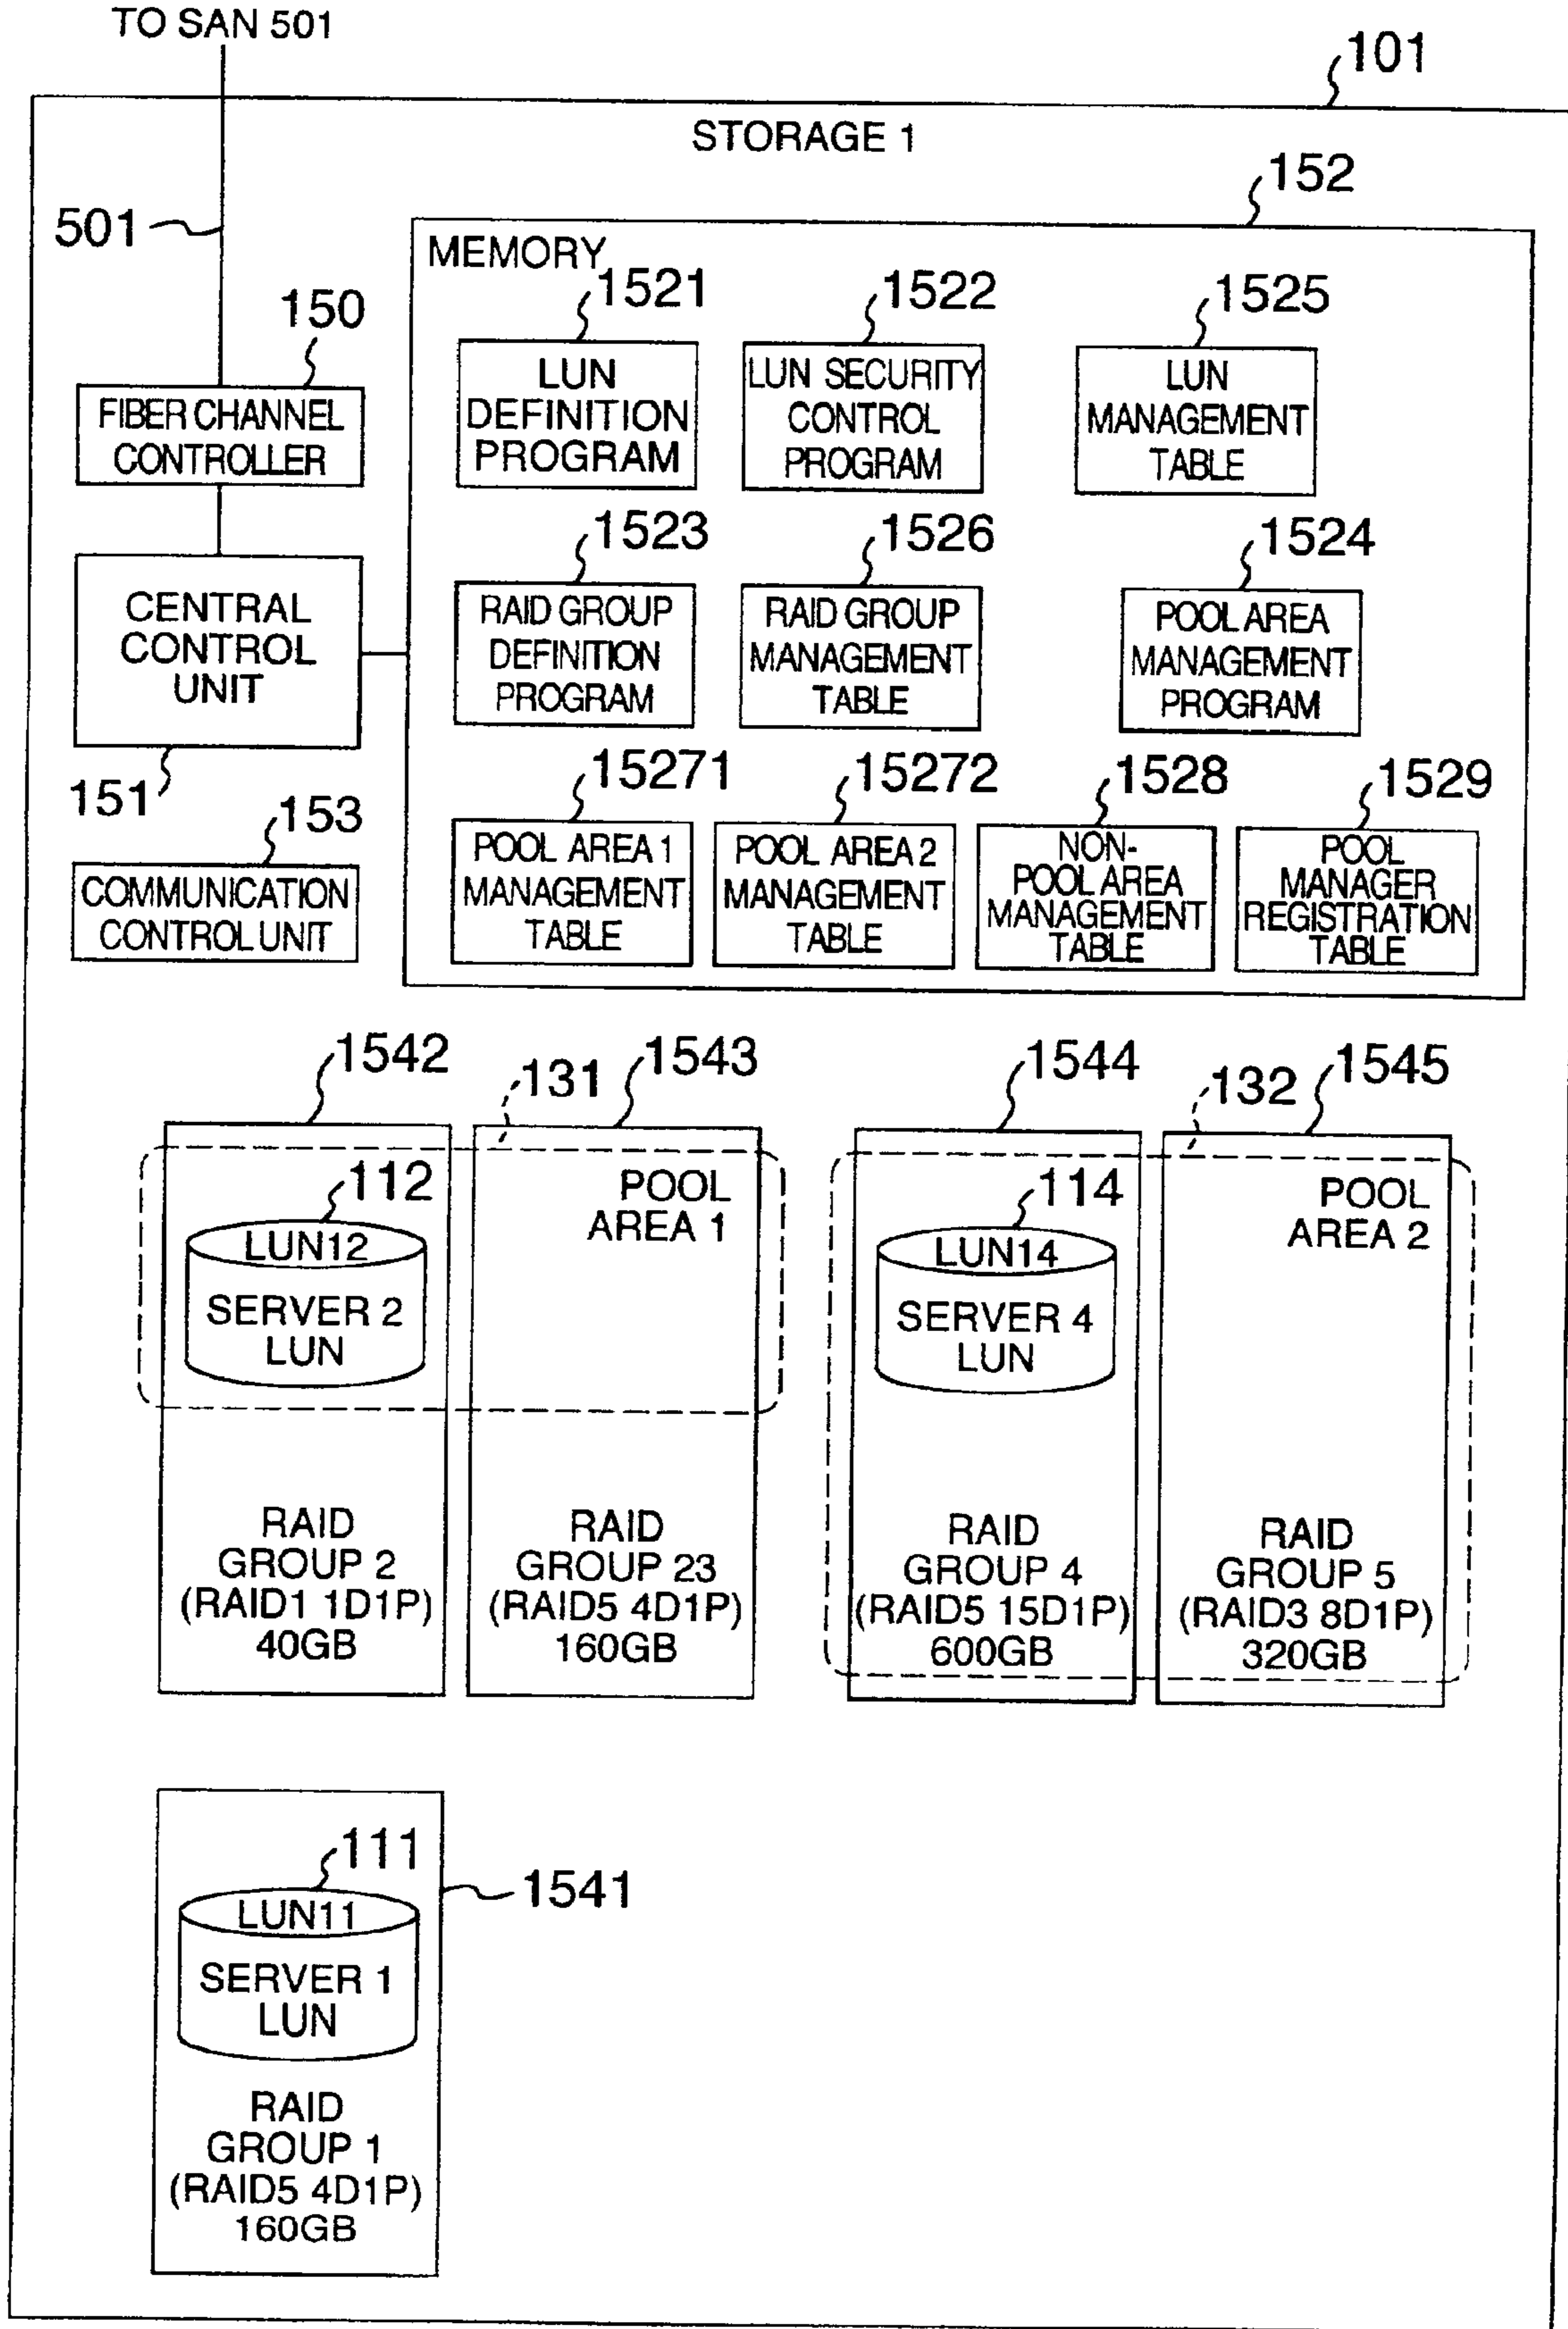 TO SAN 501
101
STORAGE 1
152
501
MEMORY
150
1521
1522
1525
FIBER CHANNEL
CONTROLLER
LUN
DEFINITION
PROGRAM
LUN SECURITY
CONTROL
PROGRAM
LUN
MANAGEMENT
TABLE
1523
1526
1524
CENTRAL
CONTROL
UNIT
RAID GROUP
DEFINITION
PROGRAM
RAID GROUP
MANAGEMENT
TABLE
POOL AREA
MANAGEMENT
PROGRAM
151
15271
15272
1528
1529
153
COMMUNICATION
CONTROL UNIT
POOL AREA 1
MANAGEMENT
TABLE
POOL AREA 2
MANAGEMENT
TABLE
NON-
POOL AREA
MANAGEMENT
TABLE
POOL
MANAGER
REGISTRATION
TABLE
1542
131
1543
1544
132
1545
112
LUN12
SERVER 2
LUN
POOL
AREA 1
114
LUN14
SERVER 4
LUN
POOL
AREA 2
RAID
GROUP 2
(RAID1 1D1P)
40GB
RAID
GROUP 23
(RAID5 4D1P)
160GB
RAID
GROUP 4
(RAID5 15D1P)
600GB
RAID
GROUP 5
(RAID3 8D1P)
320GB
111
1541
LUN11
SERVER 1
LUN
RAID
GROUP 1
(RAID5 4D1P)
160GB